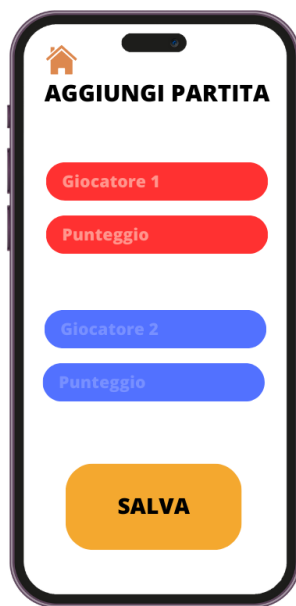 AGGIUNGI PARTITA
Giocatore 1
Punteggio
Giocatore 2
Punteggio
SALVA